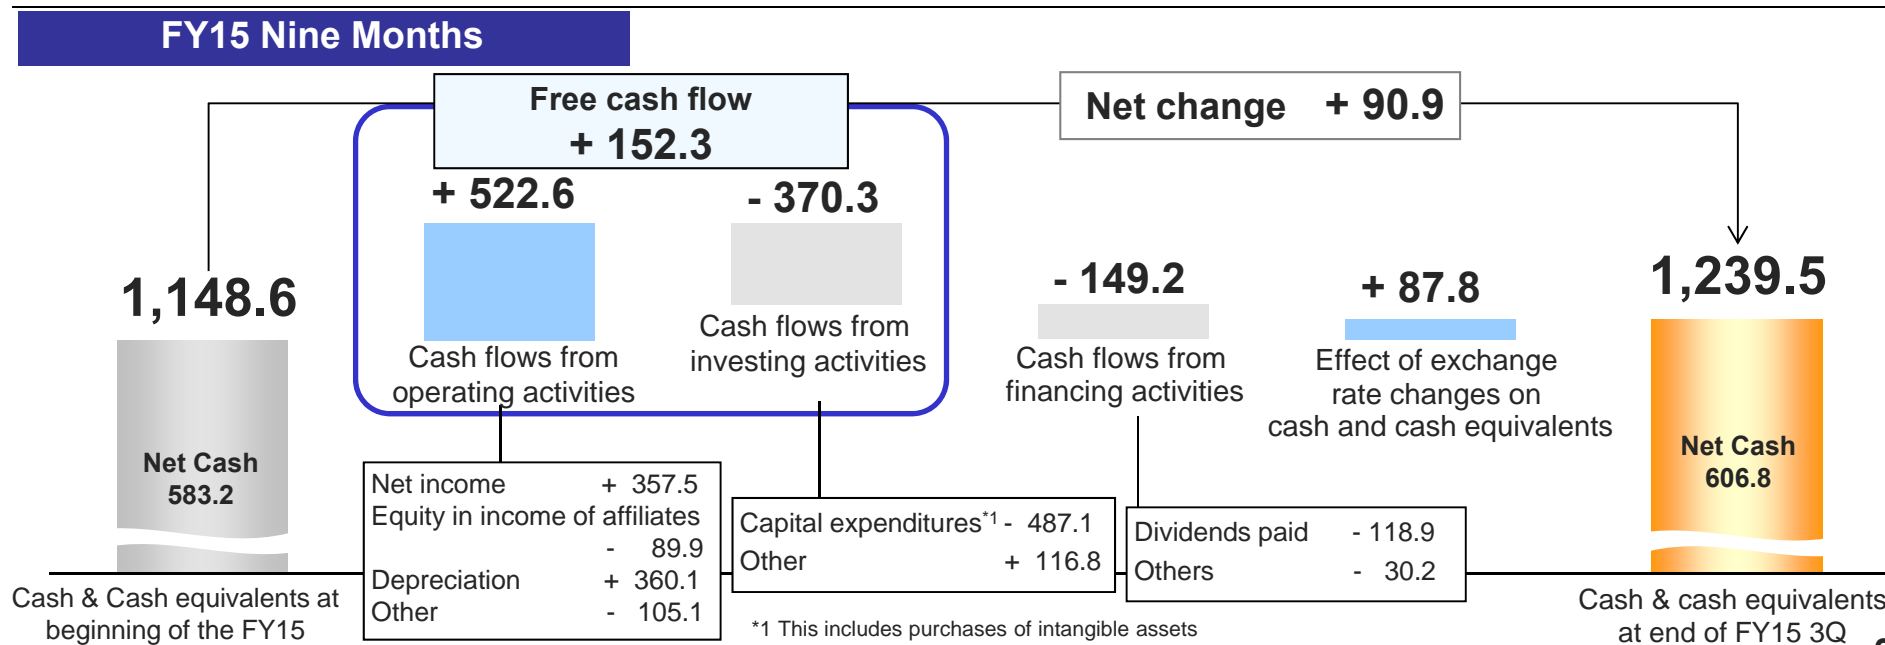 FY15 Nine Months
Free cash flow
+ 152.3
Net change + 90.9
+ 522.6
- 370.3
1,148.6
- 149.2
+ 87.8
1,239.5
Cash flows from
operating activities
Cash flows from
investing activities
Cash flows from
financing activities
Effect of exchange
rate changes on
cash and cash equivalents
Net Cash
583.2
Net Cash
606.8
Net income + 357.5
Equity in income of affiliates
- 89.9
Depreciation + 360.1
Other - 105.1
Capital expenditures*1 - 487.1
Other + 116.8
Dividends paid - 118.9
Others - 30.2
Cash & Cash equivalents at
beginning of the FY15
*1 This includes purchases of intangible assets
Cash & cash equivalents
at end of FY15 3Q